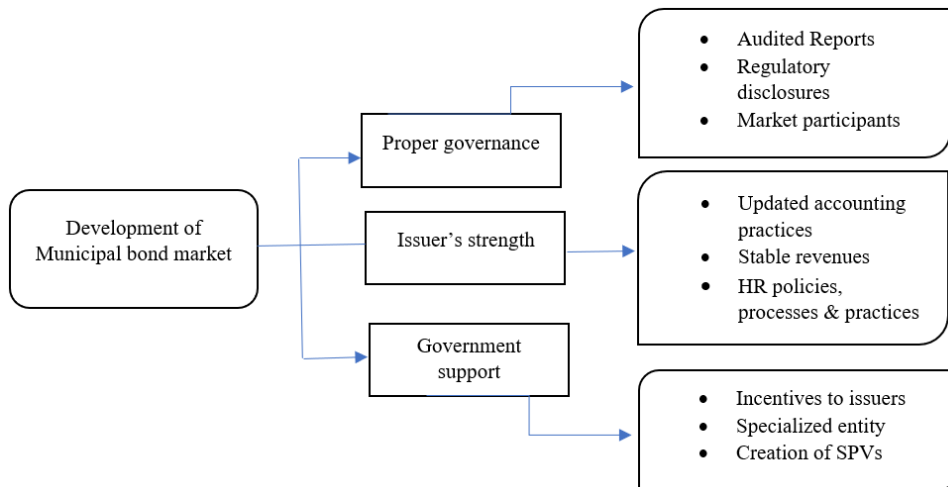 Development of
Municipal bond market
Proper governance
Issuer’s strength
Government
support
• Audited Reports
• Regulatory
disclosures
• Market participants
• Updated accounting
practices
• Stable revenues
• HR policies,
processes & practices
• Incentives to issuers
• Specialized entity
• Creation of SPVs